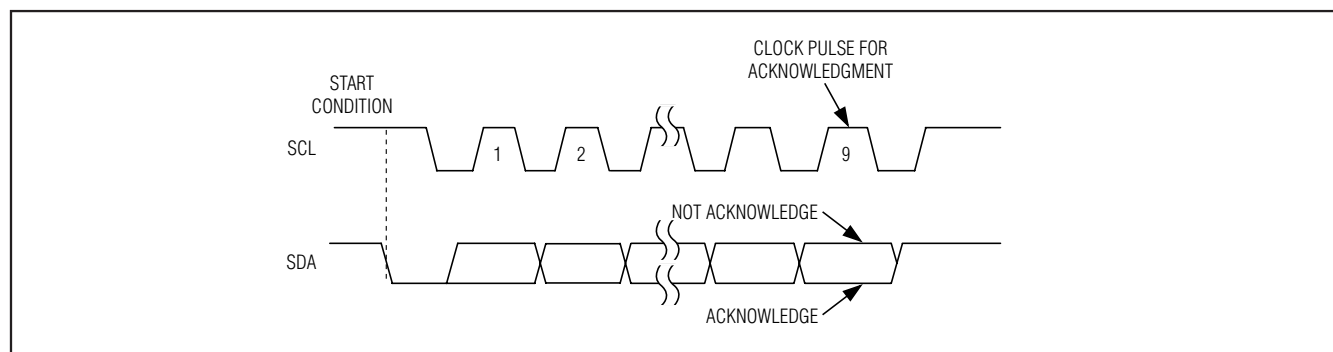 CLOCK PULSE FOR
ACKNOWLEDGMENT
START
CONDITION
SCL
1
2
9
NOT ACKNOWLEDGE
SDA
ACKNOWLEDGE